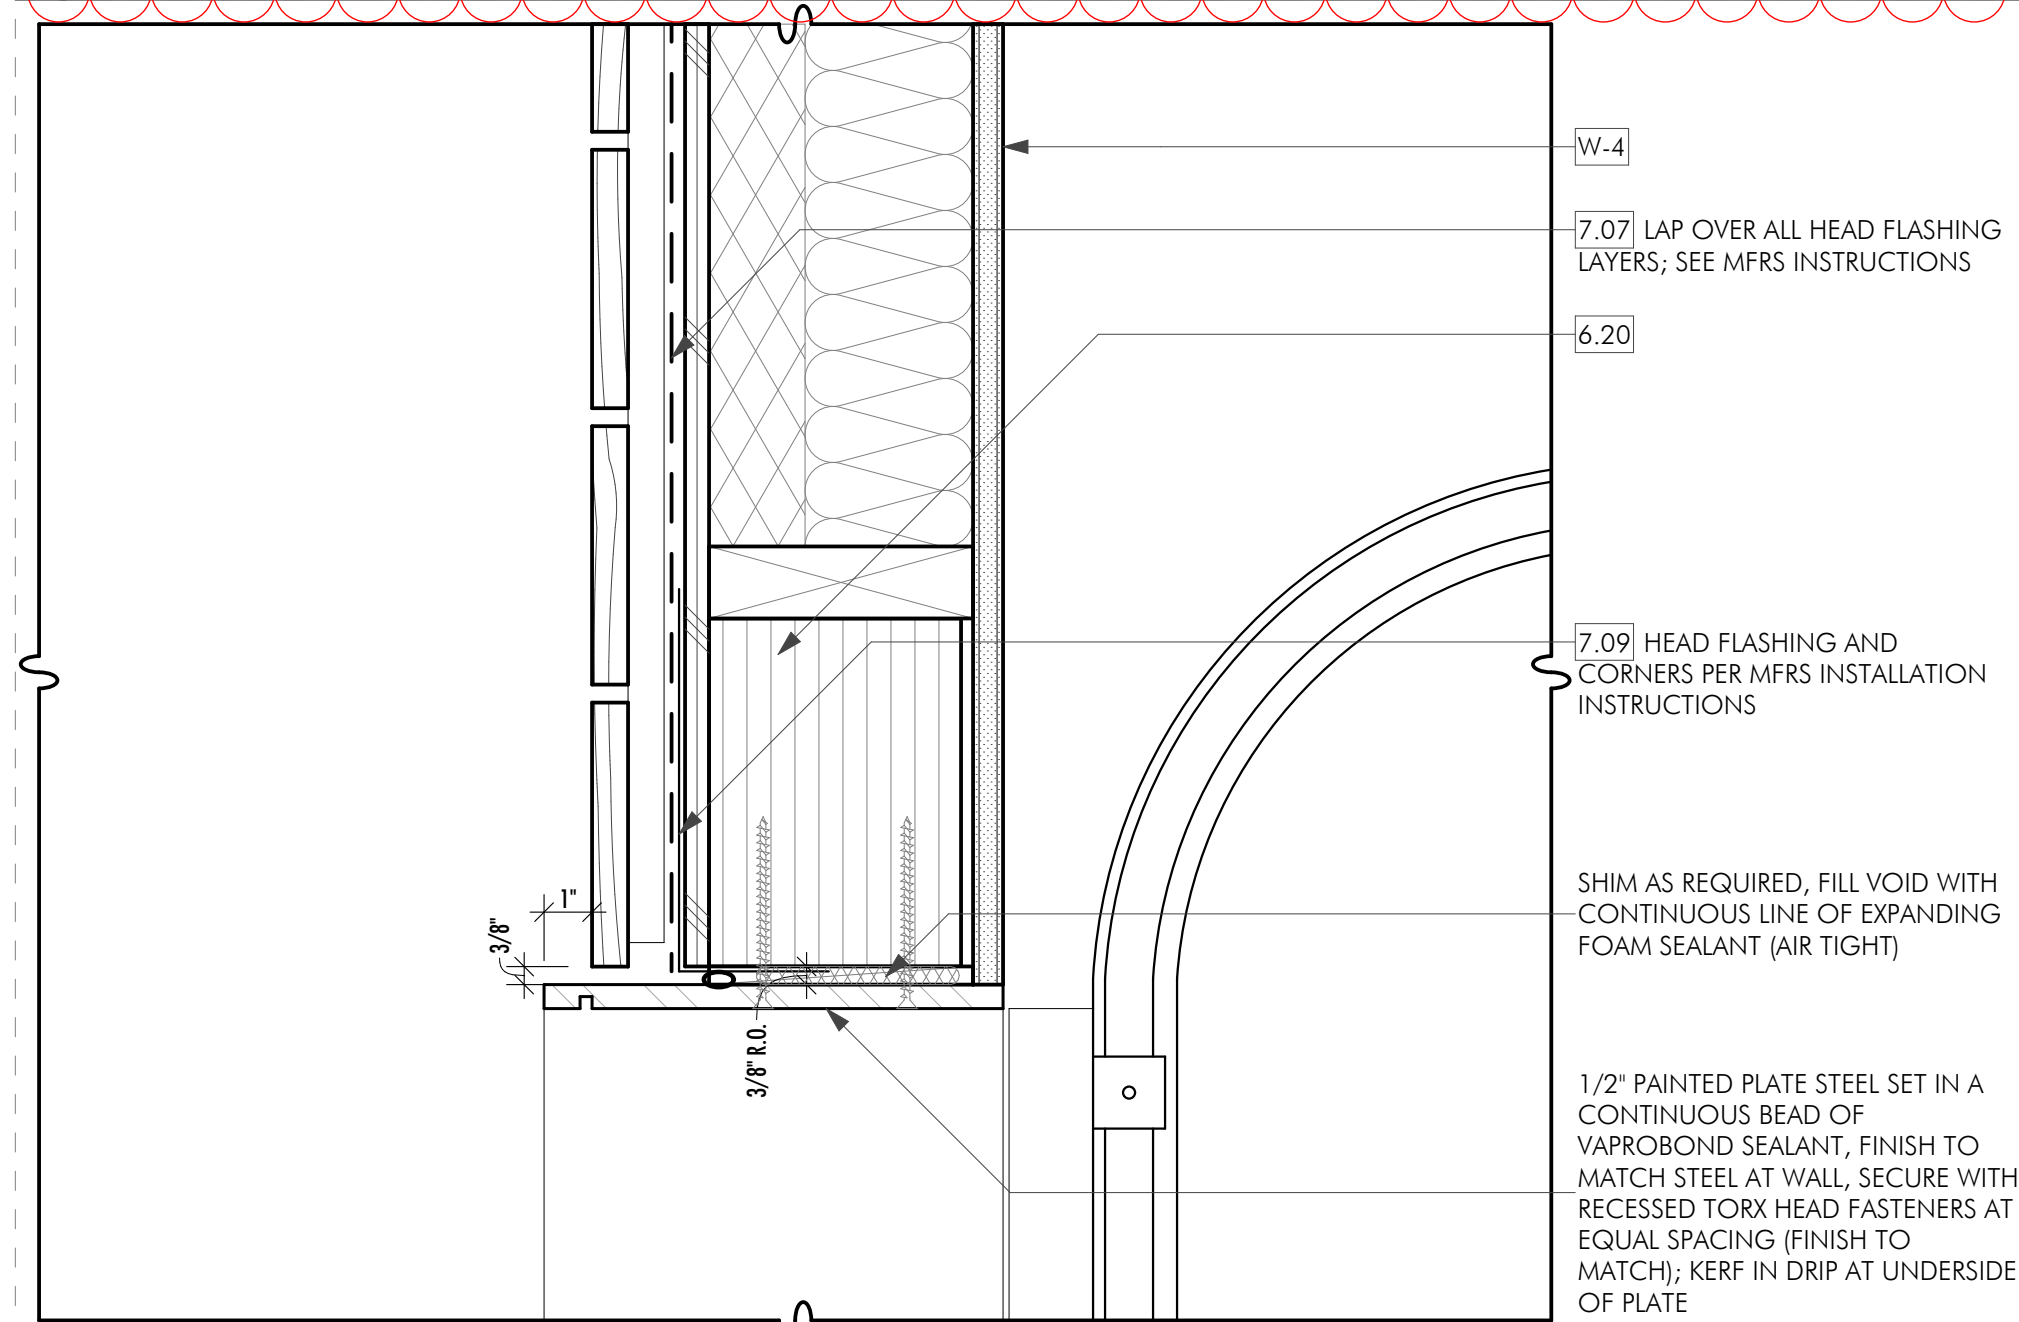 W-4
7.07 LAP OVER ALL HEAD FLASHING
LAYERS; SEE MFRS INSTRUCTIONS
6.20
7.09 HEAD FLASHING AND
CORNERS PER MFRS INSTALLATION
INSTRUCTIONS
1"
3/8"
SHIM AS REQUIRED, FILL VOID WITH
CONTINUOUS LINE OF EXPANDING
FOAM SEALANT (AIR TIGHT)
3/8" R.O.
1/2" PAINTED PLATE STEEL SET IN A
CONTINUOUS BEAD OF
VAPROBOND SEALANT, FINISH TO
MATCH STEEL AT WALL, SECURE WITH
RECESSED TORX HEAD FASTENERS AT
EQUAL SPACING (FINISH TO
MATCH); KERF IN DRIP AT UNDERSIDE
OF PLATE